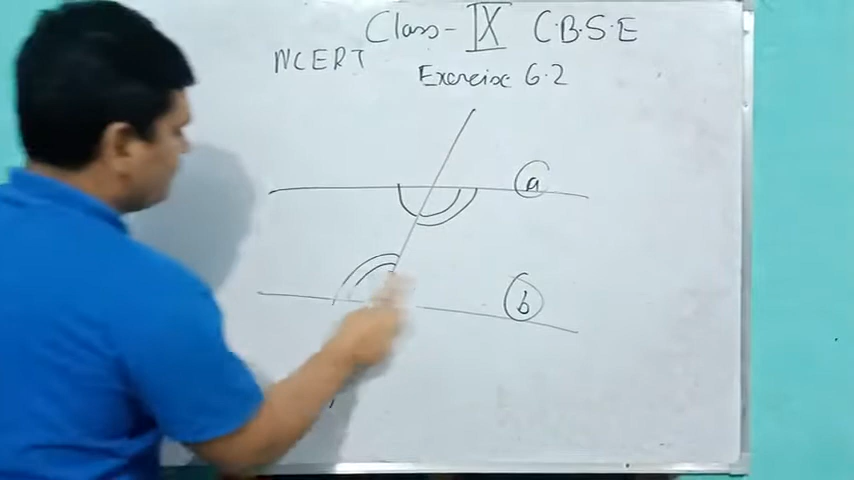 Class - IX C.B.S.E
NCERT
Exercise 6.2
a
b